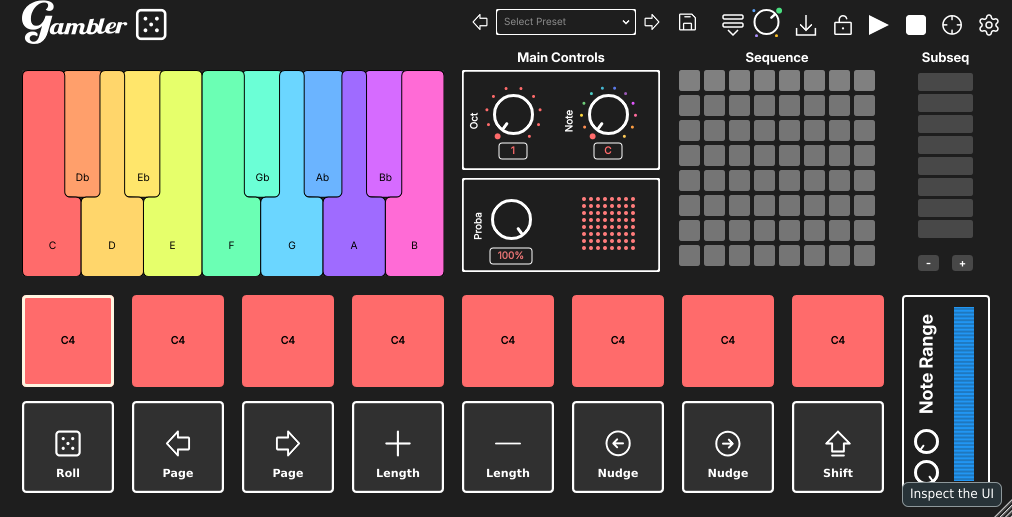 Gambler
Select Preset
Main Controls
Sequence
Subseq
Oct
1
Note
C
Proba
100%
- +
Db Eb Gb Ab Bb
C D E F G A B
C4 C4 C4 C4 C4 C4 C4 C4
Note Range
Roll Page Page Length Length Nudge Nudge Shift
Inspect the UI